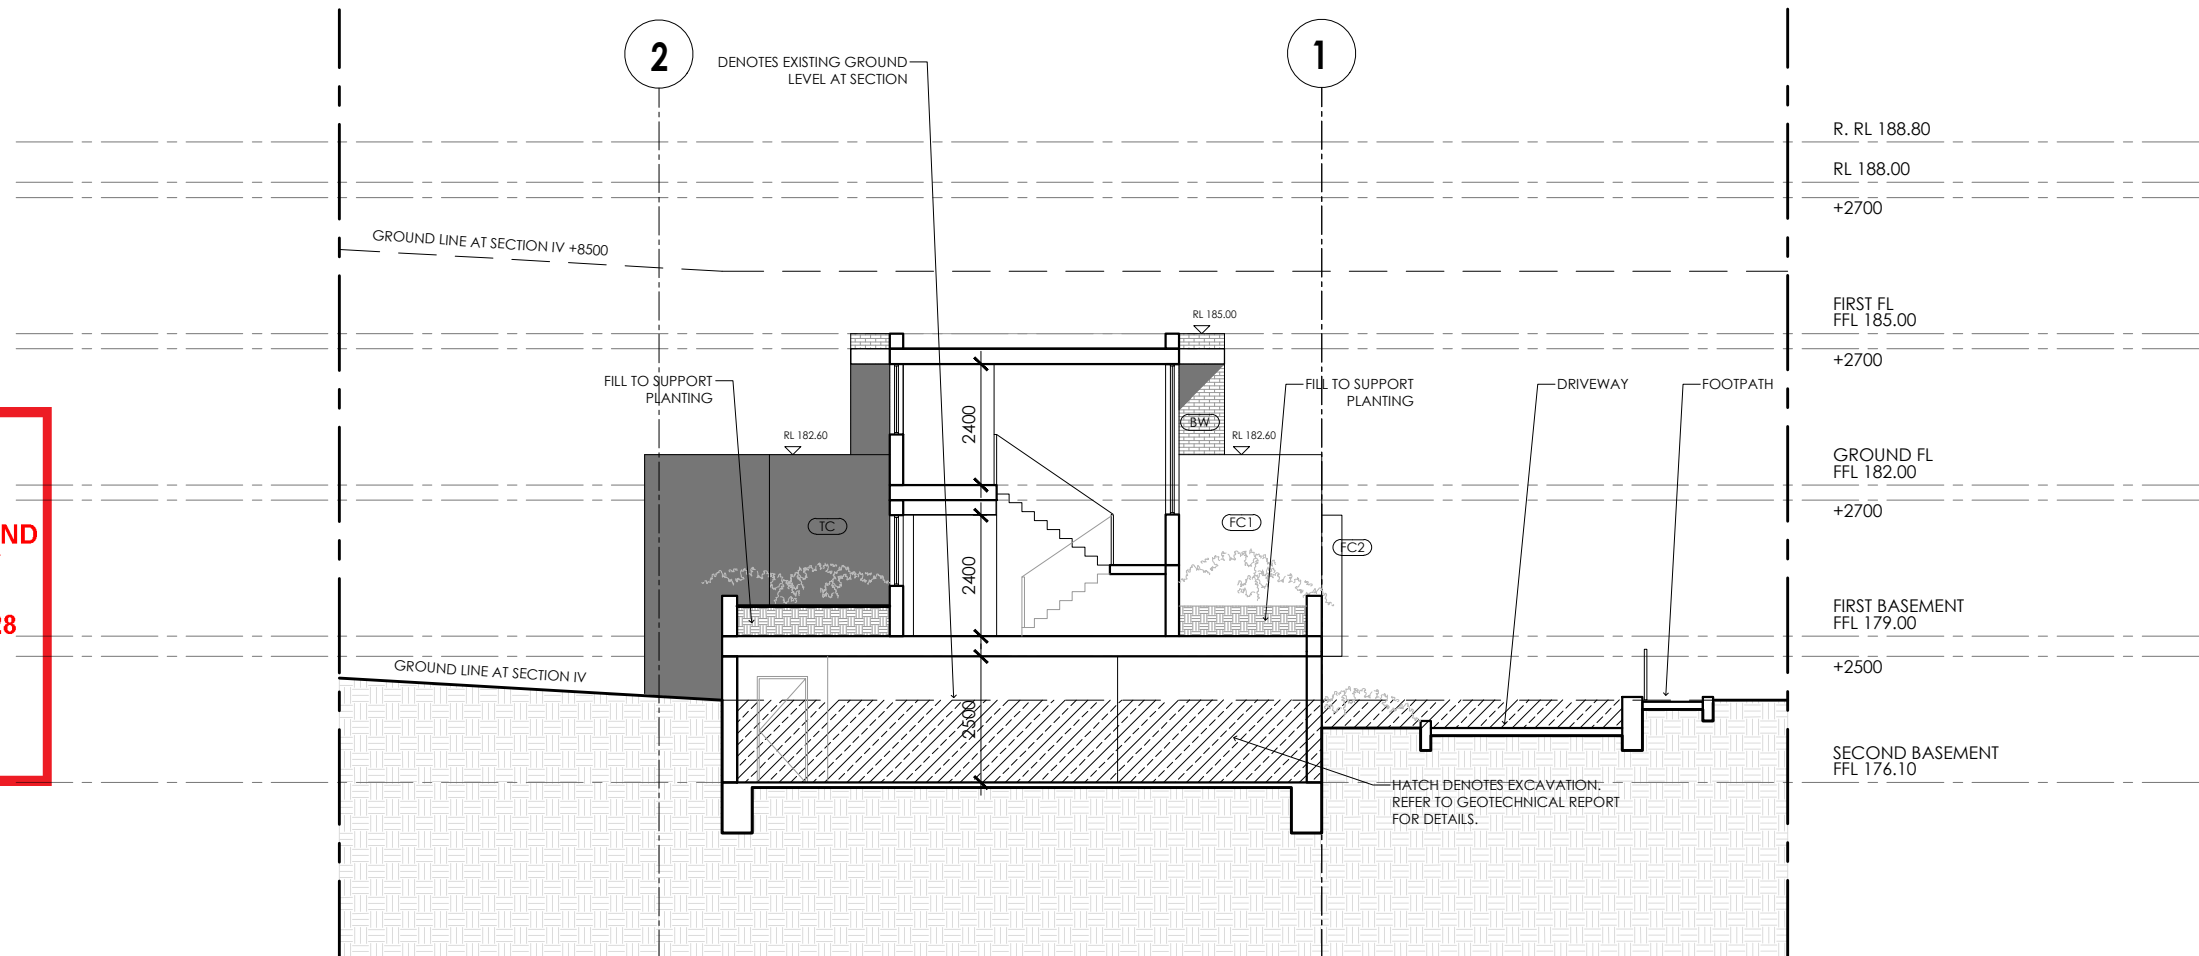 2
1
DENOTES EXISTING GROUND
LEVEL AT SECTION
R. RL 188.80
RL 188.00
+2700
GROUND LINE AT SECTION IV +8500
FIRST FL
FFL 185.00
RL 185.00
+2700
FILL TO SUPPORT
PLANTING
FILL TO SUPPORT
PLANTING
DRIVEWAY
FOOTPATH
2400
BW
RL 182.60
RL 182.60
GROUND FL
FFL 182.00
+2700
TC
FC1
FC2
ND
2400
28
FIRST BASEMENT
FFL 179.00
+2500
GROUND LINE AT SECTION IV
2500
SECOND BASEMENT
FFL 176.10
HATCH DENOTES EXCAVATION.
REFER TO GEOTECHNICAL REPORT
FOR DETAILS.